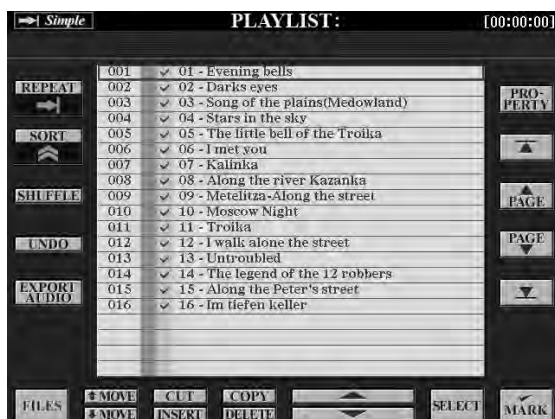 Simple PLAYLIST: [00:00:00]
REPEAT
SORT
SHUFFLE
UNDO
EXPORT
AUDIO
001 ✓ 01 - Evening bells
002 ✓ 02 - Darks eyes
003 ✓ 03 - Song of the plains(Medowland)
004 ✓ 04 - Stars in the sky
005 ✓ 05 - The little bell of the Troika
006 ✓ 06 - I met you
007 ✓ 07 - Kalinka
008 ✓ 08 - Along the river Kazanka
009 ✓ 09 - Metelitza-Along the street
010 ✓ 10 - Moscow Night
011 ✓ 11 - Troika
012 ✓ 12 - I walk alone the street
013 ✓ 13 - Untroubled
014 ✓ 14 - The legend of the 12 robbers
015 ✓ 15 - Along the Peter's street
016 ✓ 16 - Im tiefen keller
PRO-
PERTY
PAGE
PAGE
FILES
MOVE CUT COPY
MOVE INSERT DELETE
SELECT
MARK